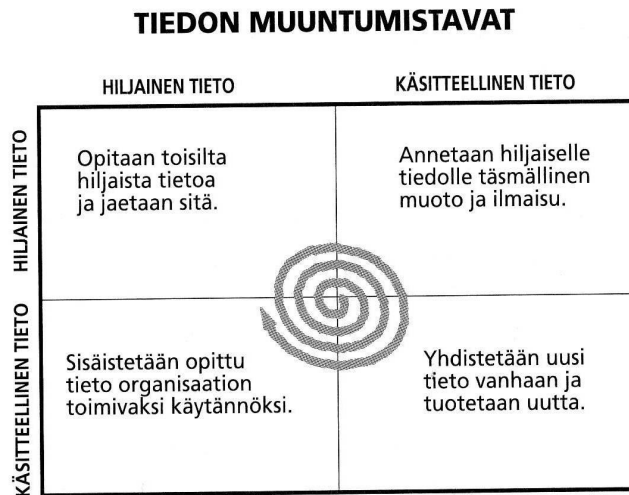 TIEDON MUUNTUMISTAVAT
HILJAINEN TIETO
KÄSITTEELLINEN TIETO
HILJAINEN TIETO
Opitaan toisilta
hiljaista tietoa
ja jaetaan sitä.
Annetaan hiljaiselle
tiedolle täsmällinen
muoto ja ilmaisu.
KÄSITTEELLINEN TIETO
Sisäistetään opittu
tieto organisaation
toimivaksi käytännöksi.
Yhdistetään uusi
tieto vanhaan ja
tuotetaan uutta.